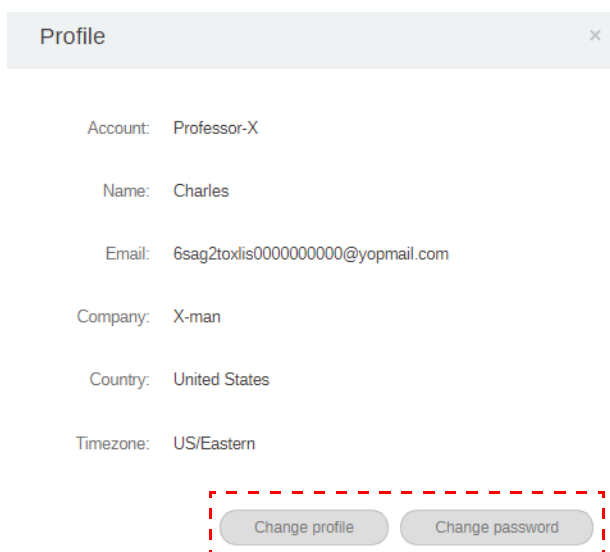 Profile ×
Account: Professor-X
Name: Charles
Email: 6sag2toxlis0000000000@yopmail.com
Company: X-man
Country: United States
Timezone: US/Eastern
Change profile Change password